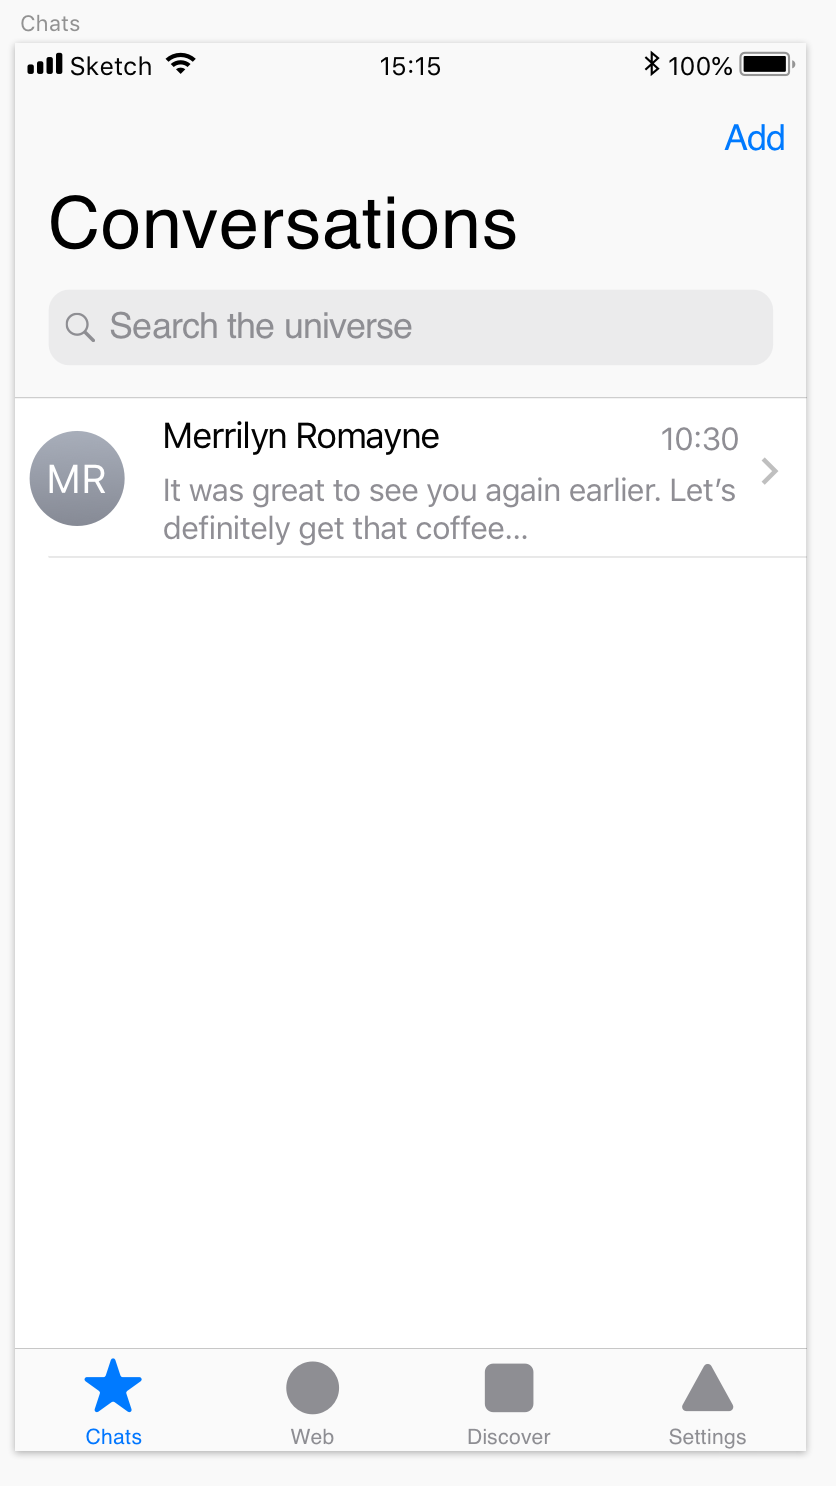 Chats
Sketch 15:15 100%
Add
Conversations
Search the universe
Merrilyn Romayne 10:30
MR
It was great to see you again earlier. Let’s
definitely get that coffee...
Chats Web Discover Settings